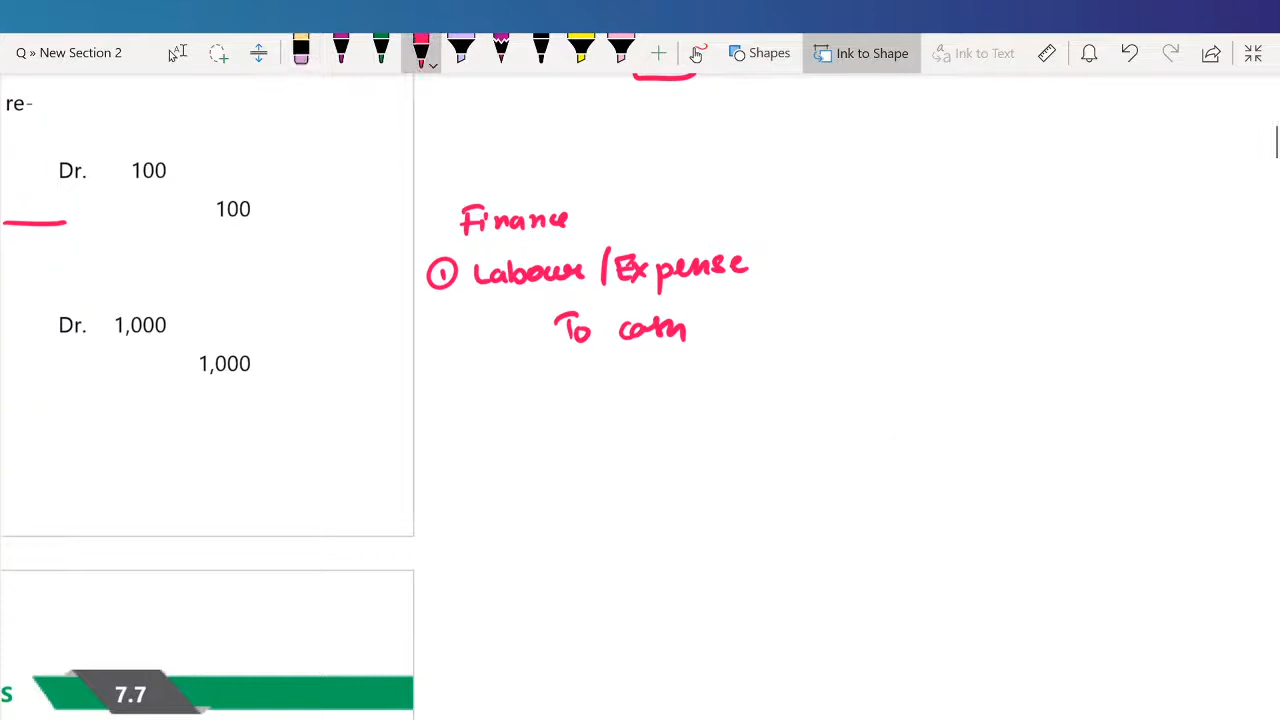 Q » New Section 2
Shapes
Ink to Shape
Ink to Text
re-
Dr. 100
100
Finance
① Labour /Expense
To cash
Dr. 1,000
1,000
S 7.7